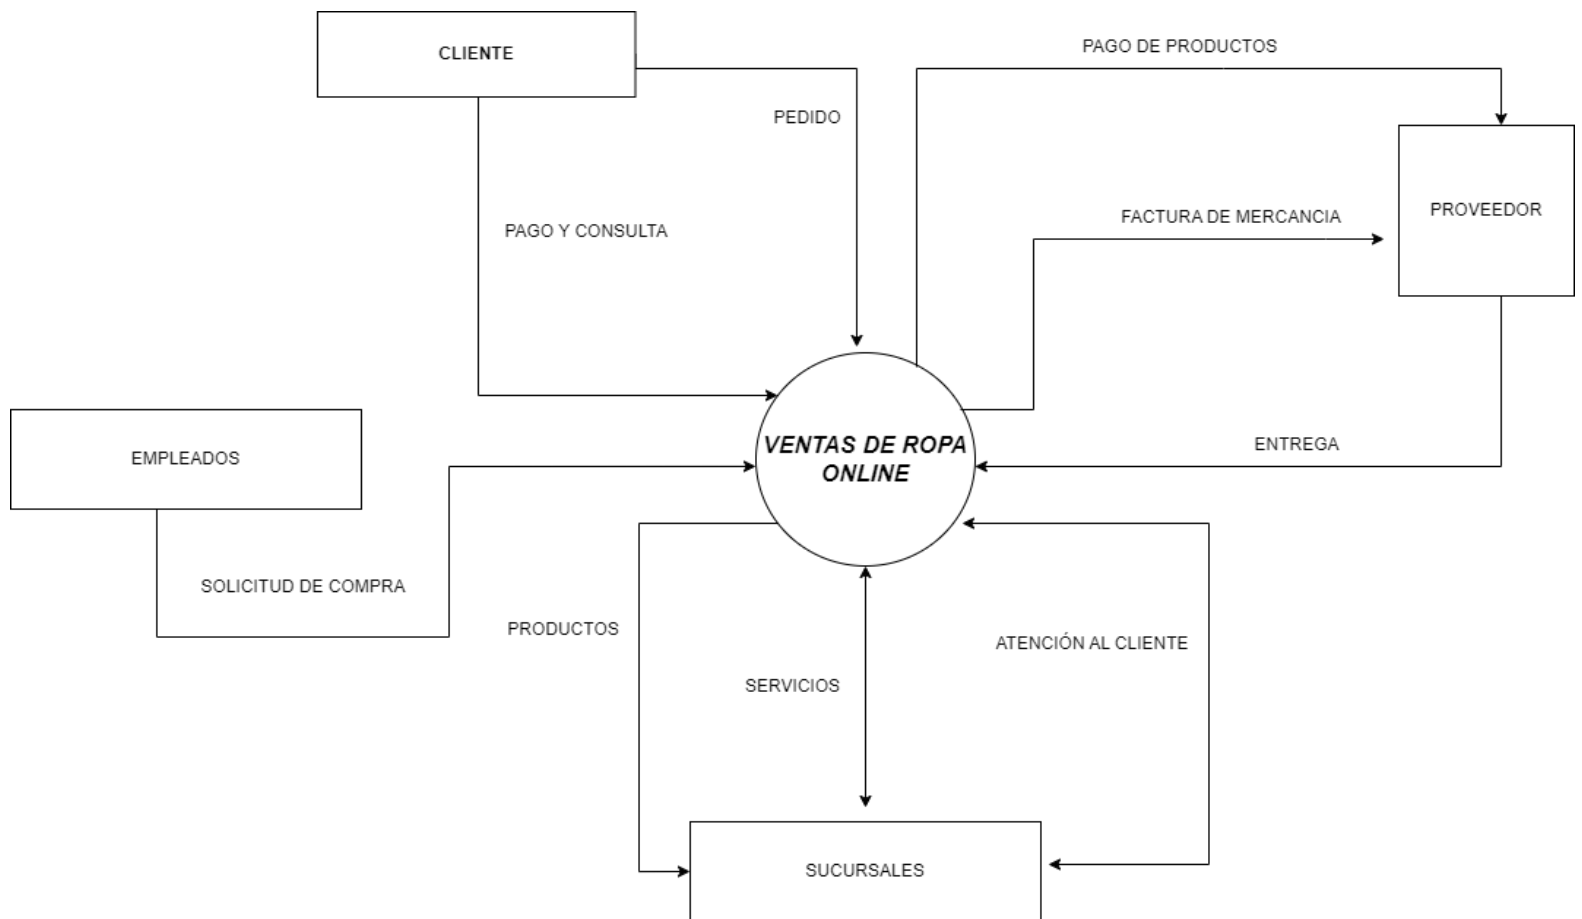 CLIENTE
PAGO DE PRODUCTOS
PEDIDO
PROVEEDOR
FACTURA DE MERCANCIA
PAGO Y CONSULTA
VENTAS DE ROPA
ONLINE
ENTREGA
EMPLEADOS
SOLICITUD DE COMPRA
PRODUCTOS
ATENCIÓN AL CLIENTE
SERVICIOS
SUCURSALES